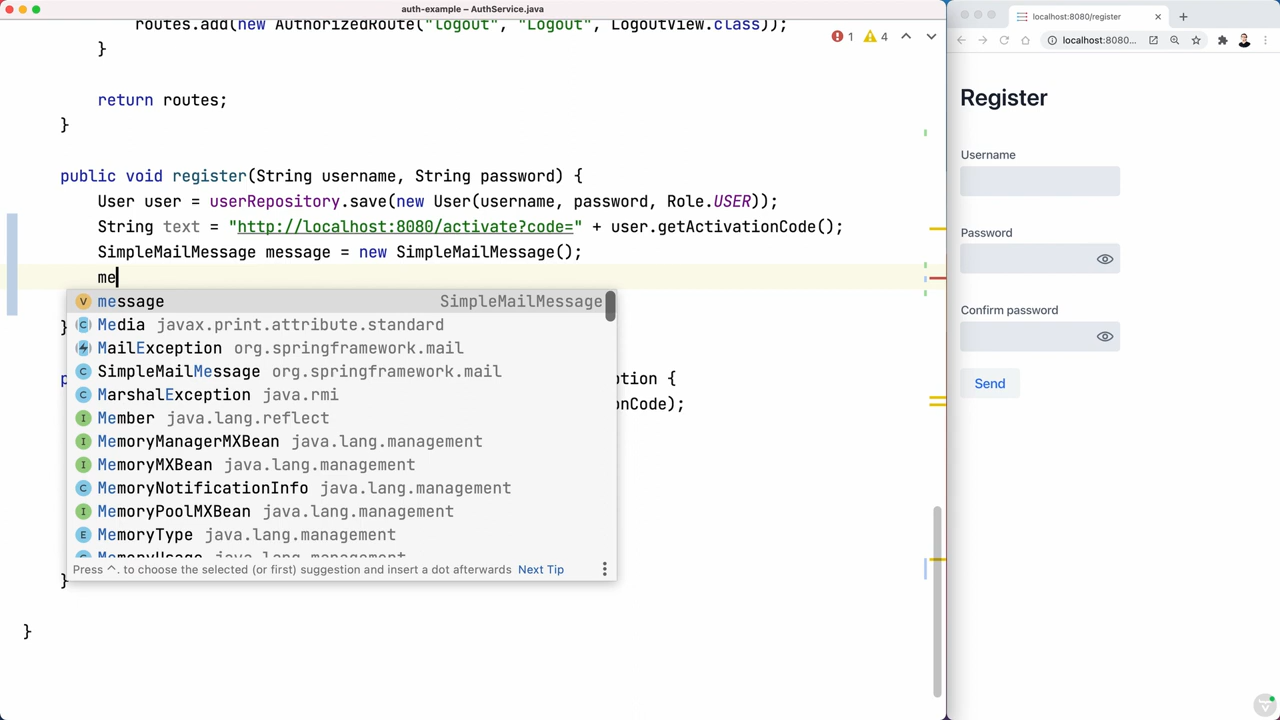 auth-example – AuthService.java
routes.add(new AuthorizedRoute("logout", "Logout", LogoutView.class));
}
1 4
return routes;
}
public void register(String username, String password) {
User user = userRepository.save(new User(username, password, Role.USER));
String text = "http://localhost:8080/activate?code=" + user.getActivationCode();
SimpleMailMessage message = new SimpleMailMessage();
me
message SimpleMailMessage
Media javax.print.attribute.standard
} MailException org.springframework.mail
SimpleMailMessage org.springframework.mail
p ption {
MarshalException java.rmi
onCode);
Member java.lang.reflect
MemoryManagerMXBean java.lang.management
MemoryMXBean java.lang.management
MemoryNotificationInfo java.lang.management
MemoryPoolMXBean java.lang.management
MemoryType java.lang.management
MemoryUsage java.lang.management
Press ^. to choose the selected (or first) suggestion and insert a dot afterwards Next Tip
}
}
localhost:8080/register
localhost:8080...
Register
Username
Password
Confirm password
Send